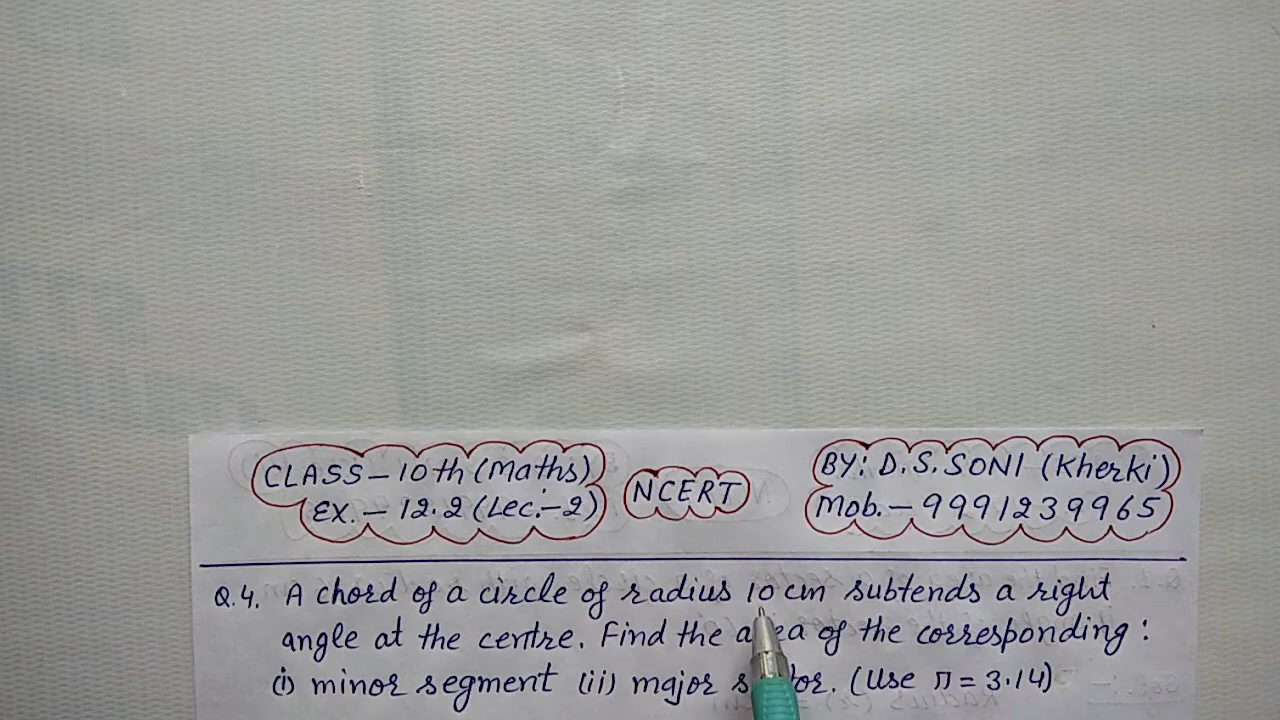 CLASS – 10th (Maths)
EX. – 12.2 (Lec:-2)
NCERT
BY: D.S.SONI (Kherki)
Mob. – 9991239965
Q.4. A chord of a circle of radius 10 cm subtends a right
angle at the centre. Find the area of the corresponding :
(i) minor segment (ii) major sector. (Use π = 3.14)